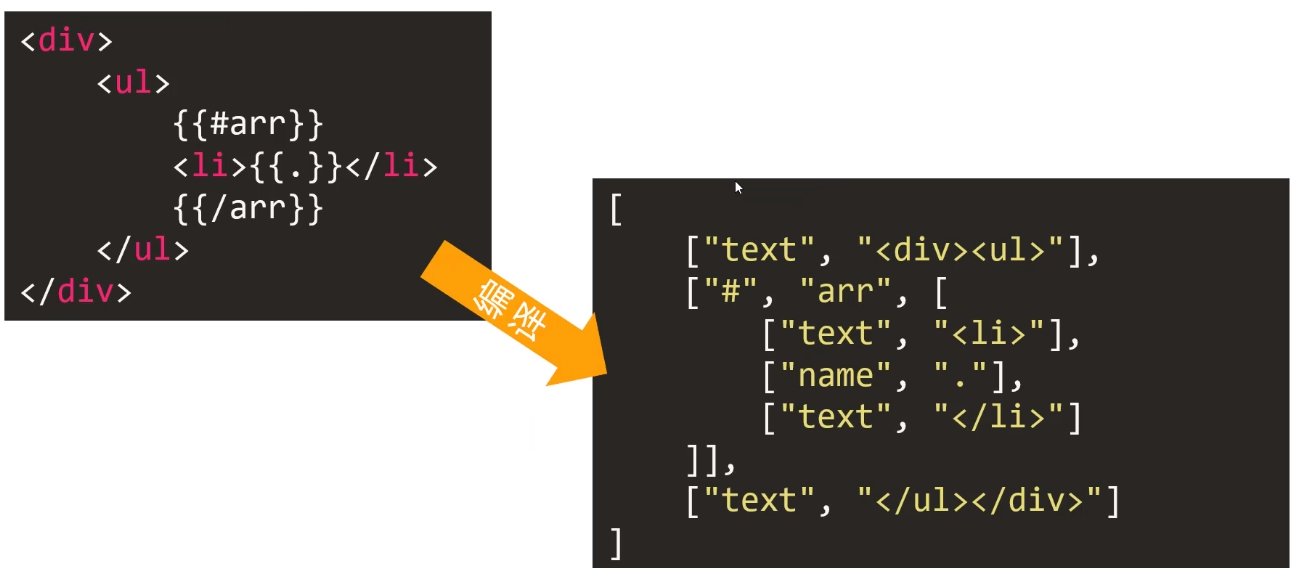 <div>
    <ul>
        {{#arr}}
        <li>{{.}}</li>
        {{/arr}}
    </ul>
</div>
编译
[
    ["text", "<div><ul>"],
    ["#", "arr", [
        ["text", "<li>"],
        ["name", "."],
        ["text", "</li>"]
    ]],
    ["text", "</ul></div>"]
]